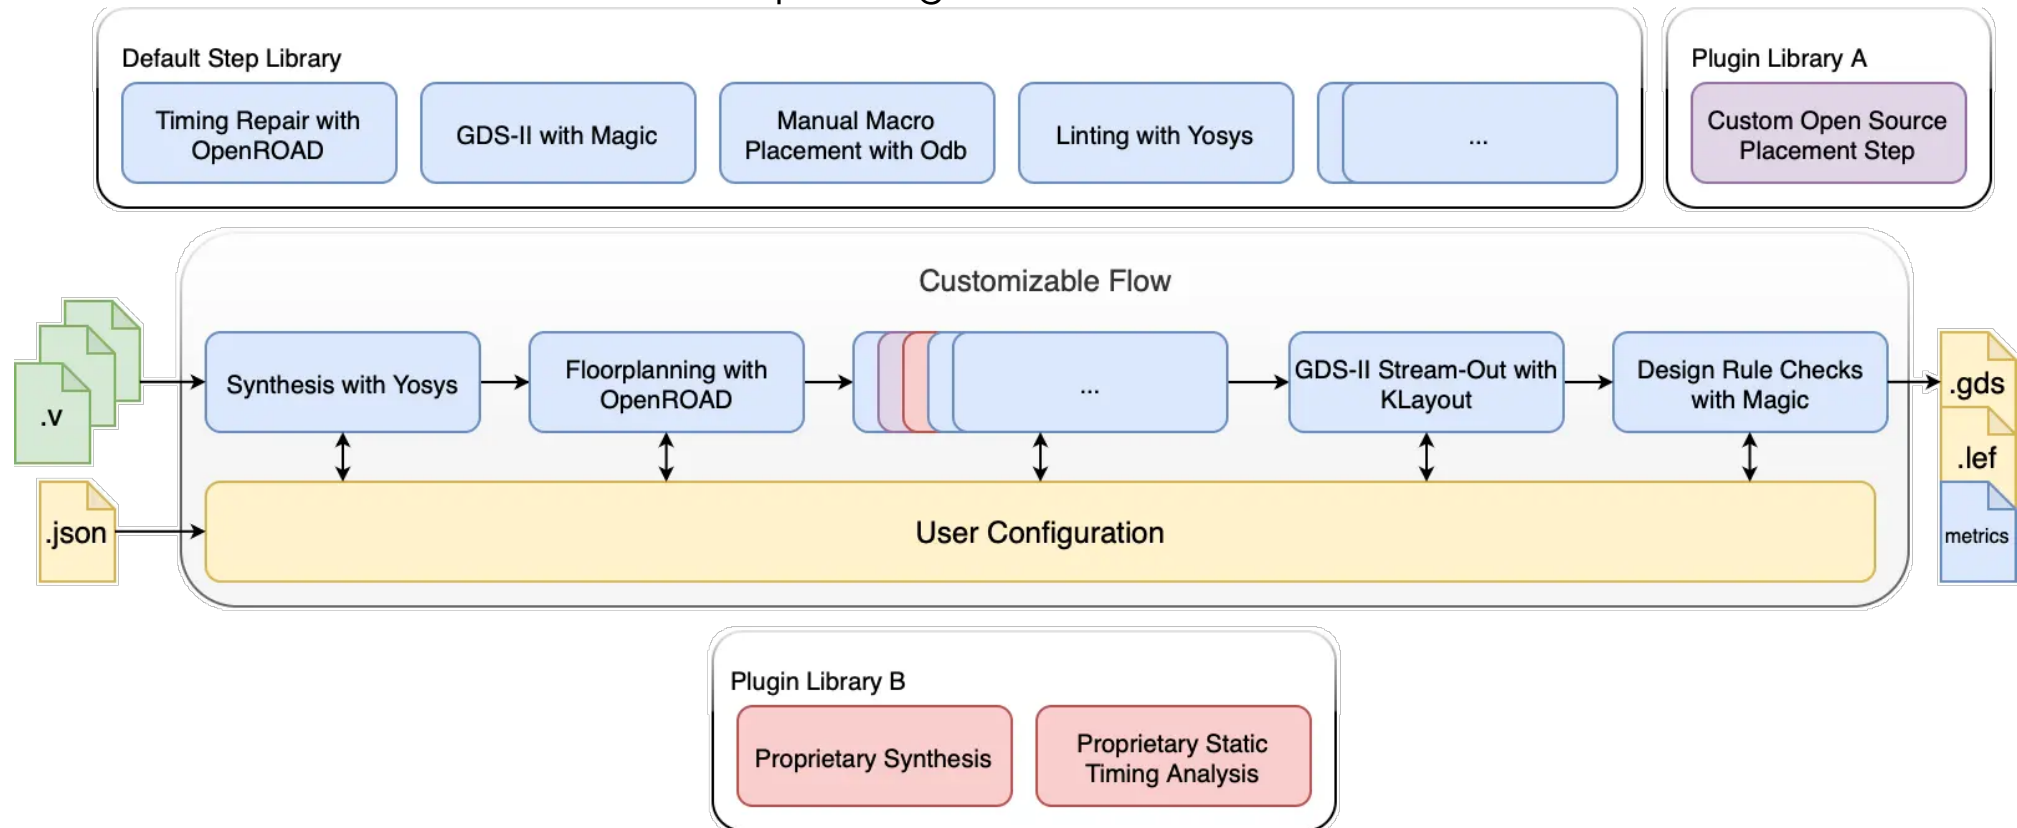 Default Step Library
Plugin Library A
Timing Repair with
OpenROAD
GDS-II with Magic
Manual Macro
Placement with Odb
Linting with Yosys
...
Custom Open Source
Placement Step
Customizable Flow
.v
Synthesis with Yosys
Floorplanning with
OpenROAD
...
GDS-II Stream-Out with
KLayout
Design Rule Checks
with Magic
.gds
.lef
metrics
.json
User Configuration
Plugin Library B
Proprietary Synthesis
Proprietary Static
Timing Analysis